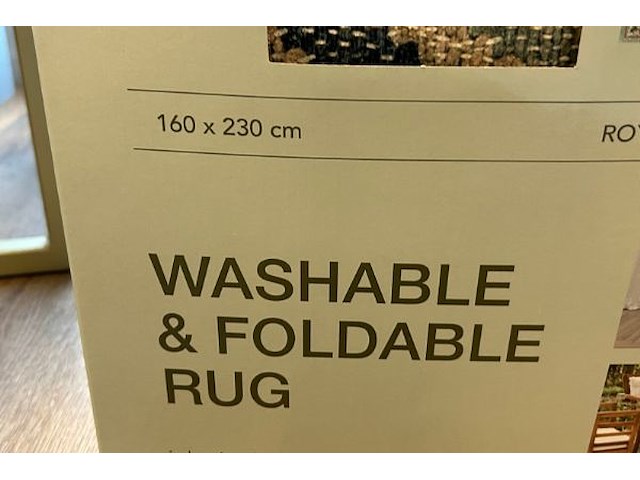 160 x 230 cm
WASHABLE
& FOLDABLE
RUG